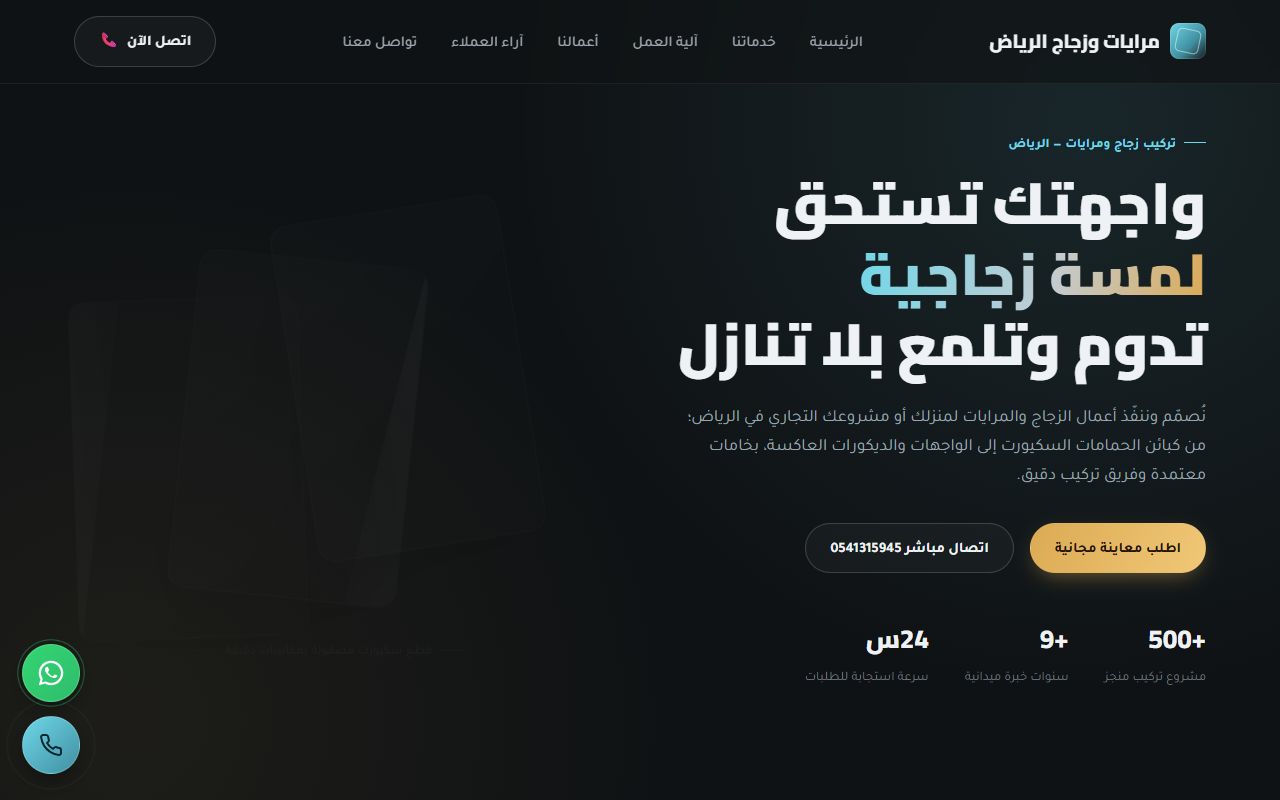 مرايات وزجاج الرياض
الرئيسية
خدماتنا
آلية العمل
أعمالنا
آراء العملاء
تواصل معنا
اتصل الآن
تركيب زجاج ومرايات – الرياض
واجهتك تستحق
لمسة زجاجية
تدوم وتلمع بلا تنازل
نُصمّم وننفّذ أعمال الزجاج والمرايات لمنزلك أو مشروعك التجاري في الرياض؛
من كبائن الحمامات السكيورت إلى الواجهات والديكورات العاكسة، بخامات
معتمدة وفريق تركيب دقيق.
اطلب معاينة مجانية
اتصال مباشر 0541315945
500+
مشروع تركيب منجز
9+
سنوات خبرة ميدانية
24س
سرعة استجابة للطلبات